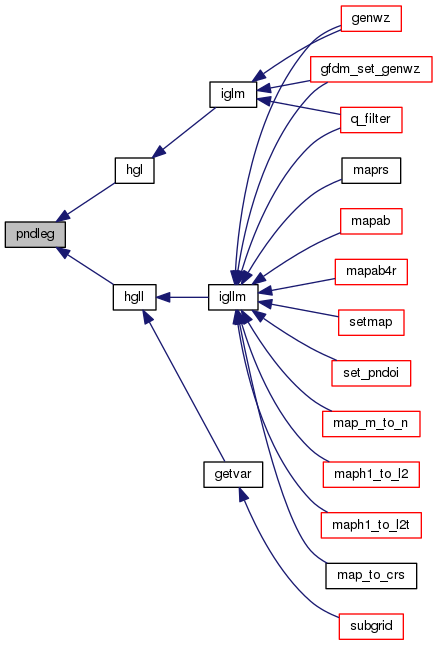 genwz
gfdm_set_genwz
iglm
q_filter
hgl
maprs
mapab
pndleg
mapab4r
hgll
igllm
setmap
set_pndoi
map_m_to_n
getvar
maph1_to_l2
maph1_to_l2t
map_to_crs
subgrid